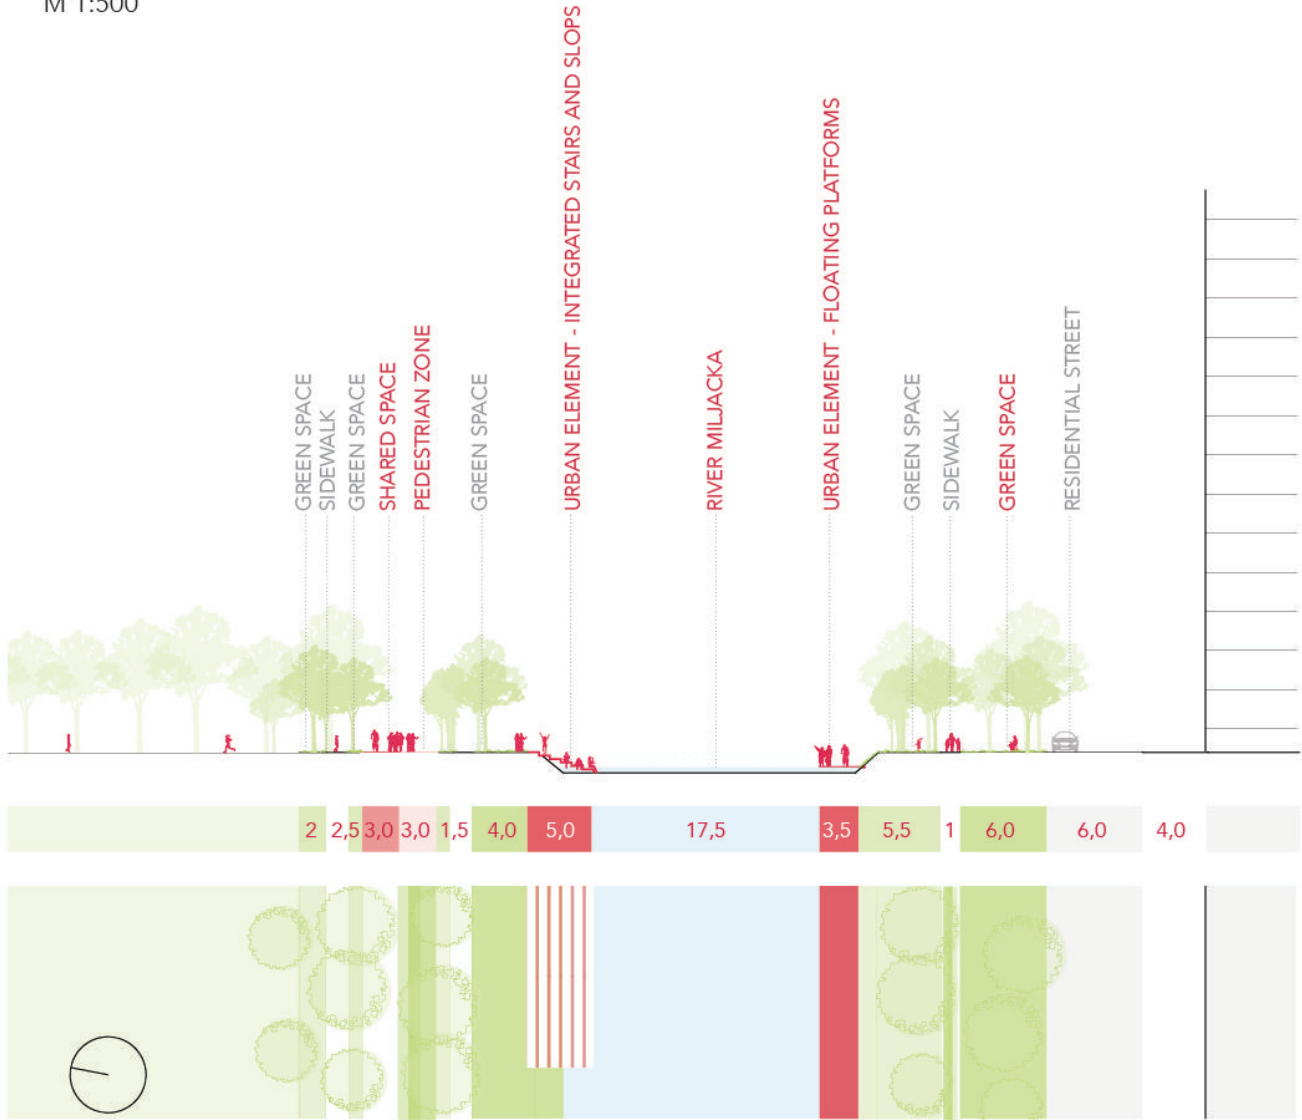 M 1:500
GREEN SPACE
SIDEWALK
GREEN SPACE
SHARED SPACE
PEDESTRIAN ZONE
GREEN SPACE
URBAN ELEMENT - INTEGRATED STAIRS AND SLOPS
RIVER MILJACKA
URBAN ELEMENT - FLOATING PLATFORMS
GREEN SPACE
SIDEWALK
GREEN SPACE
RESIDENTIAL STREET
2 2,5 3,0 3,0 1,5 4,0 5,0 17,5 3,5 5,5 1 6,0 6,0 4,0